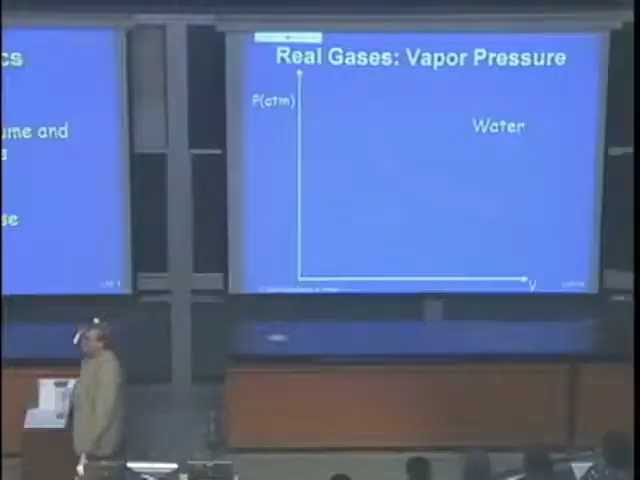 cs
ume and
s
se
Real Gases: Vapor Pressure
P(atm)
Water
V